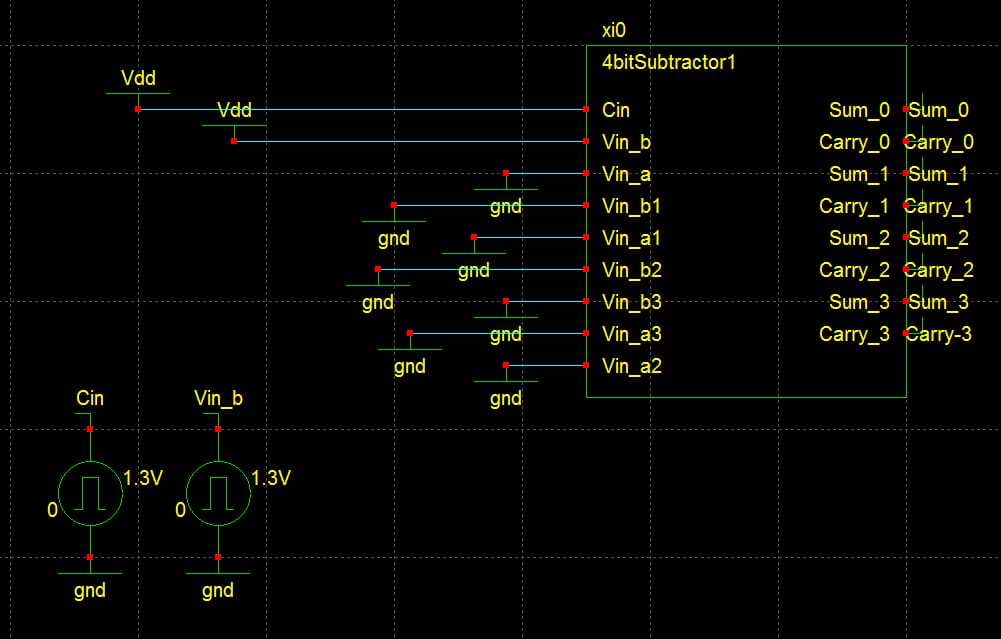 xi0
4bitSubtractor1
Vdd
Vdd
Cin Sum_0 Sum_0
Vin_b Carry_0 Carry_0
Vin_a Sum_1 Sum_1
gnd Vin_b1 Carry_1 Carry_1
gnd Vin_a1 Sum_2 Sum_2
gnd Vin_b2 Carry_2 Carry_2
gnd Vin_b3 Sum_3 Sum_3
gnd Vin_a3 Carry_3 Carry-3
gnd Vin_a2
gnd
Cin Vin_b
1.3V 1.3V
0 0
gnd gnd